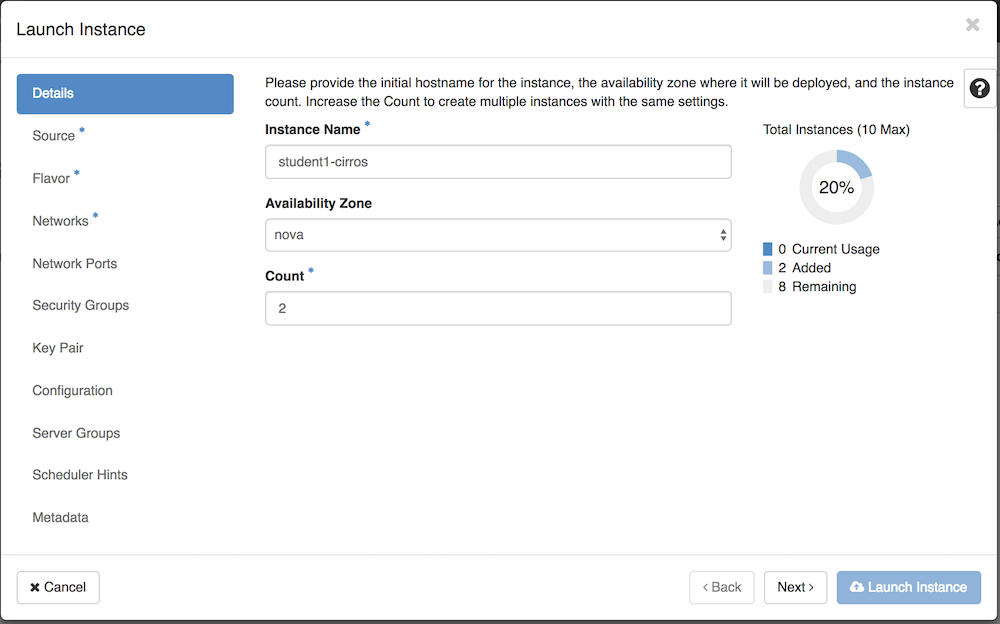 Launch Instance
×
Details
Source *
Flavor *
Networks *
Network Ports
Security Groups
Key Pair
Configuration
Server Groups
Scheduler Hints
Metadata
Please provide the initial hostname for the instance, the availability zone where it will be deployed, and the instance
count. Increase the Count to create multiple instances with the same settings.
?
Instance Name *
student1-cirros
Availability Zone
nova
Count *
2
Total Instances (10 Max)
20%
0 Current Usage
2 Added
8 Remaining
× Cancel
‹ Back
Next ›
Launch Instance